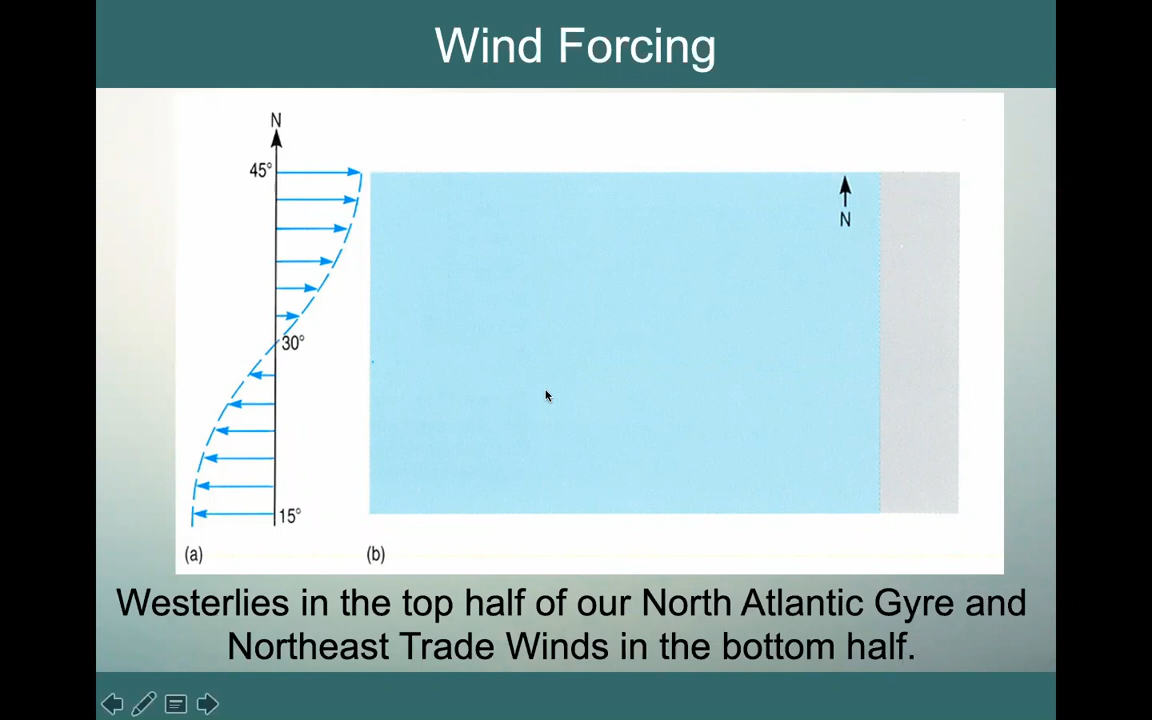 Wind Forcing
N
45°
N
30°
15°
(a)
(b)
Westerlies in the top half of our North Atlantic Gyre and
Northeast Trade Winds in the bottom half.